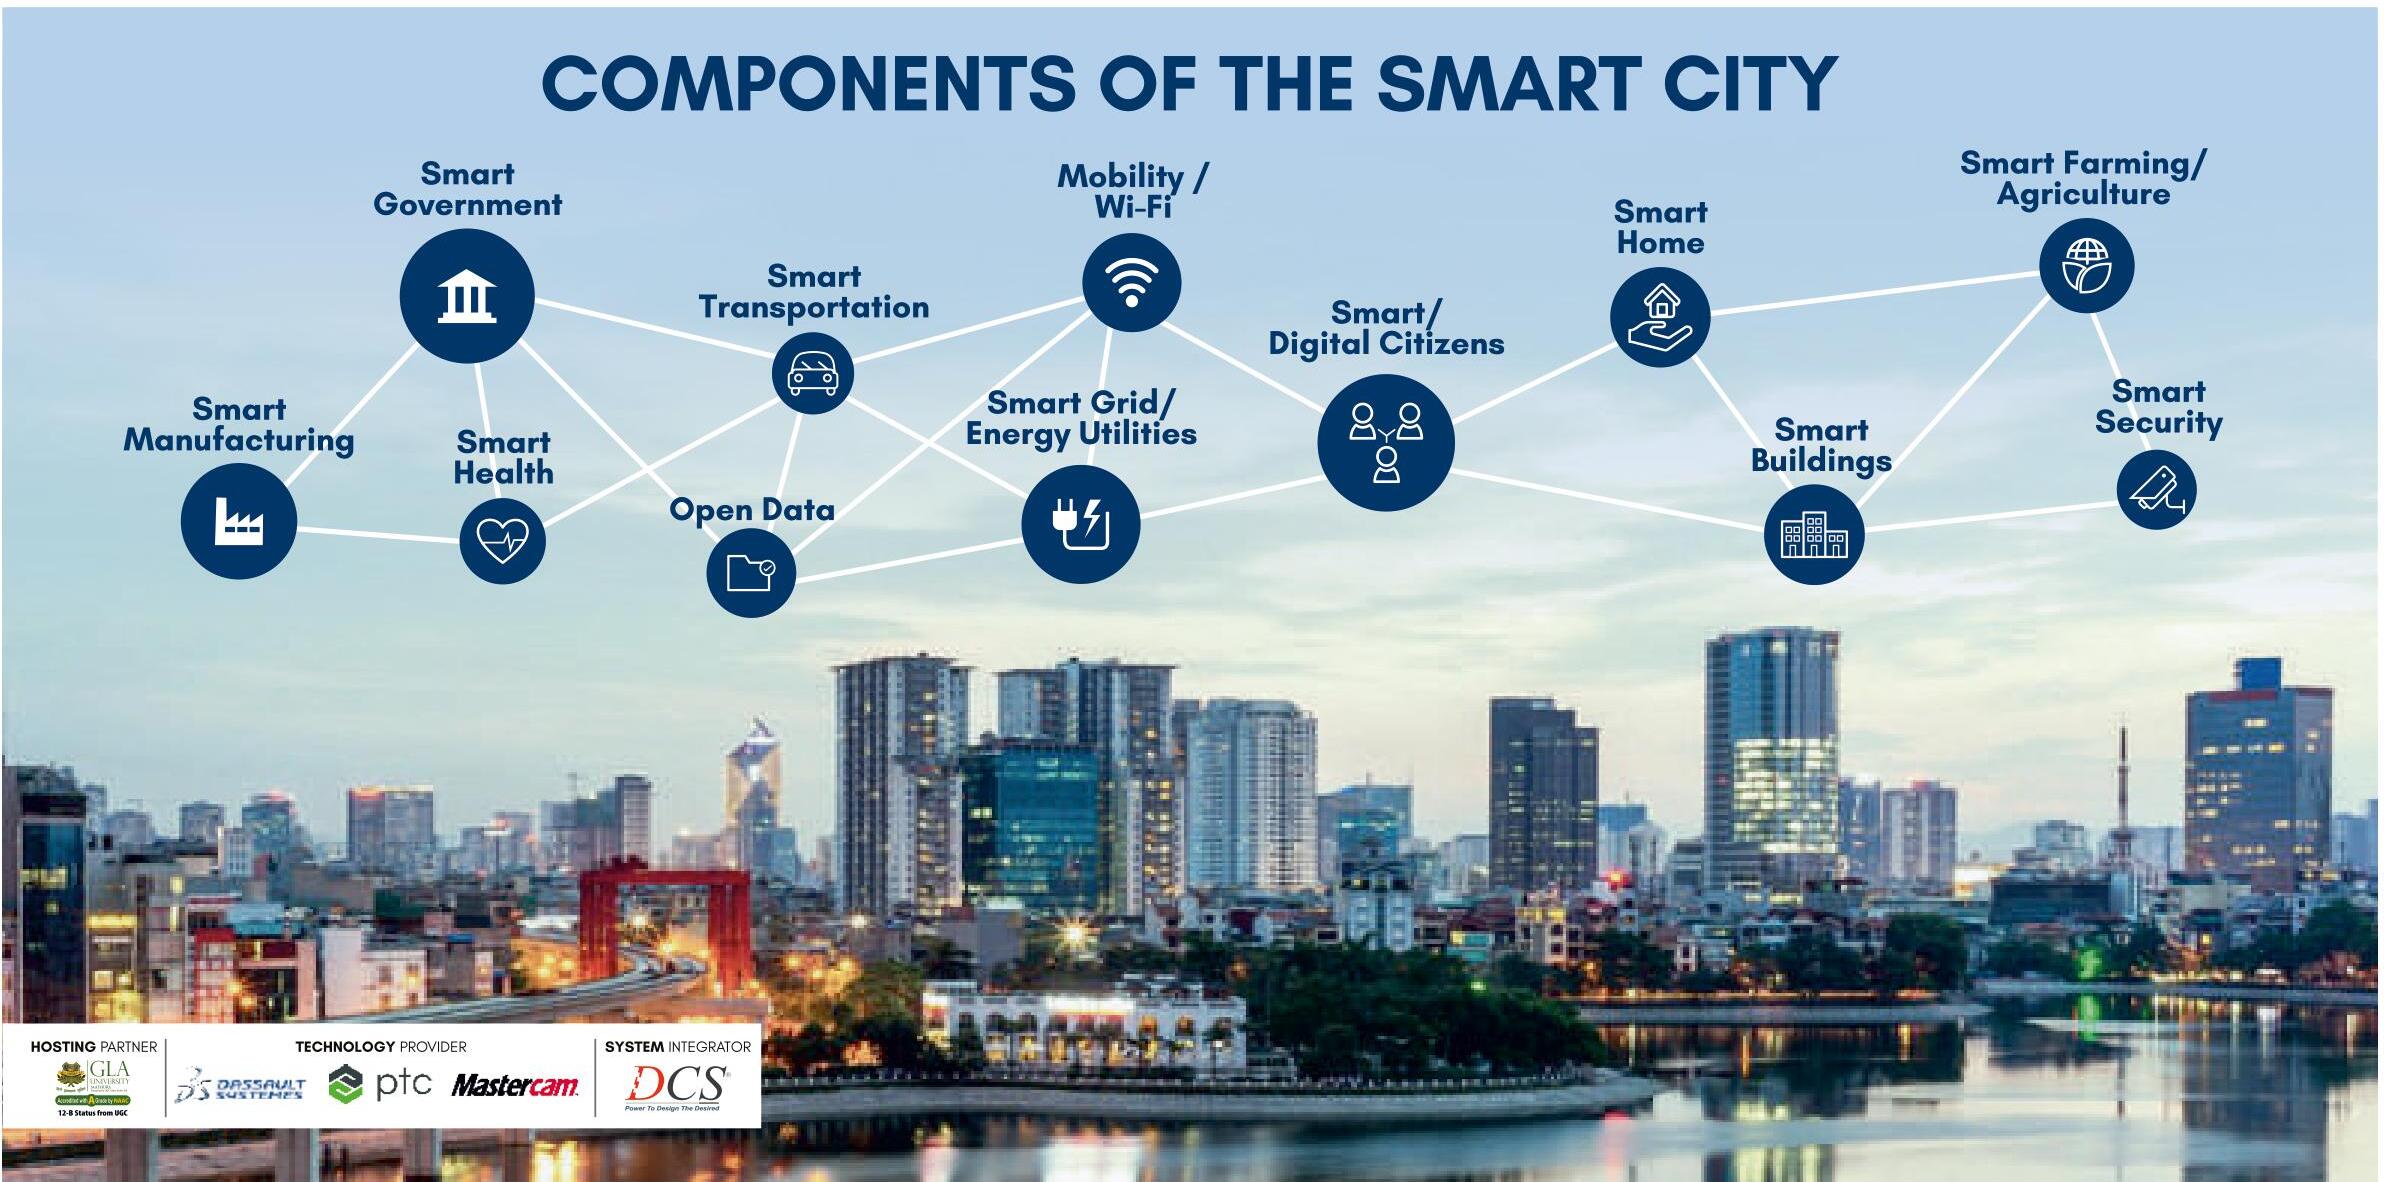 COMPONENTS OF THE SMART CITY
Smart
Government
Smart
Manufacturing
Smart
Health
Smart
Transportation
Open Data
Mobility /
Wi-Fi
Smart Grid/
Energy Utilities
Smart/
Digital Citizens
Smart
Home
Smart
Buildings
Smart Farming/
Agriculture
Smart
Security
HOSTING PARTNER
GLA
UNIVERSITY
MATHURA
Accredited with A Grade by NAAC
12-B Status from UGC
TECHNOLOGY PROVIDER
DASSAULT
SYSTEMES
ptc
Mastercam
SYSTEM INTEGRATOR
DCS
Power To Design The Desired